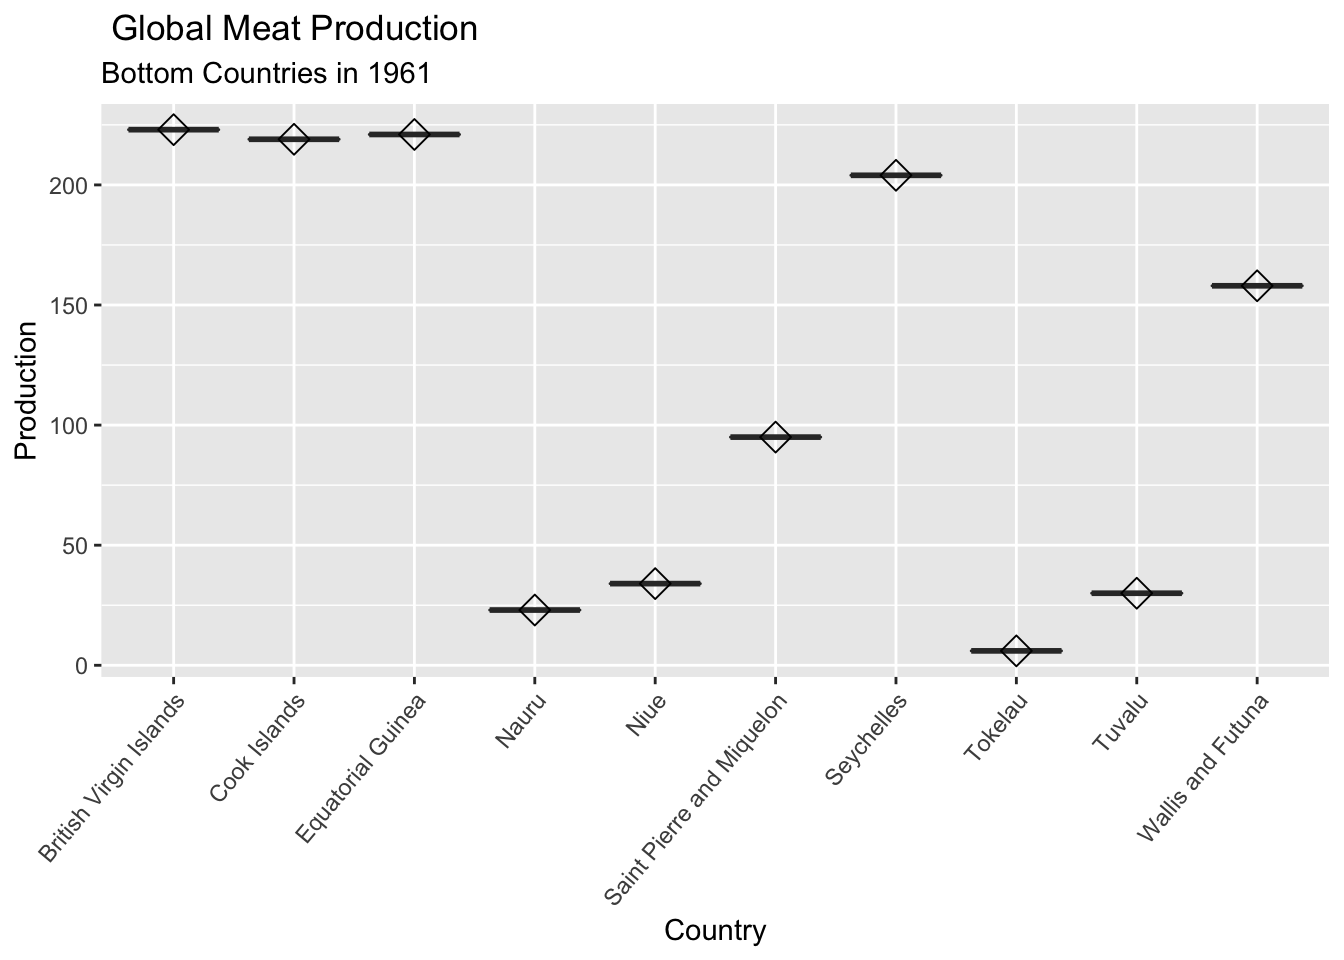 Global Meat Production
Bottom Countries in 1961
Production
200
150
100
50
0
British Virgin Islands
Cook Islands
Equatorial Guinea
Nauru
Niue
Saint Pierre and Miquelon
Seychelles
Tokelau
Tuvalu
Wallis and Futuna
Country